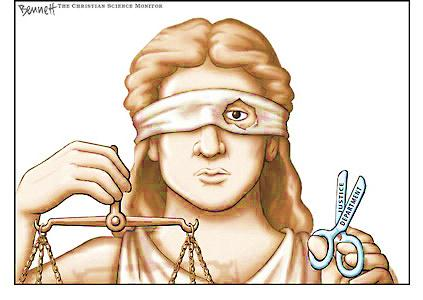 Bennett THE CHRISTIAN SCIENCE MONITOR
JUSTICE
DEPARTMENT